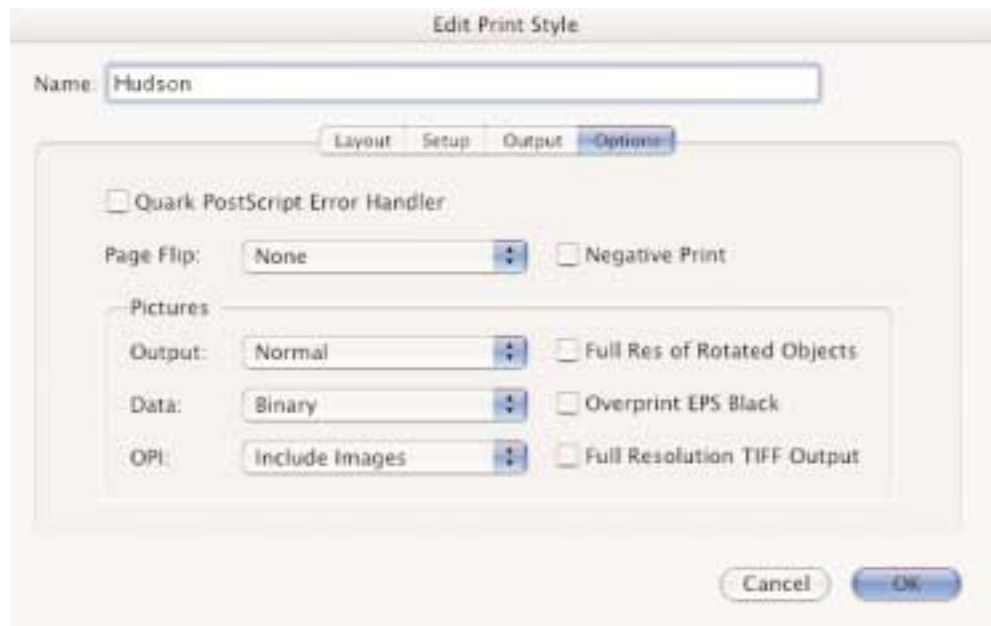 Edit Print Style
Name: Hudson
Layout Setup Output Options
Quark PostScript Error Handler
Page Flip: None Negative Print
Pictures
Output: Normal Full Res of Rotated Objects
Data: Binary Overprint EPS Black
OPI: Include Images Full Resolution TIFF Output
Cancel OK